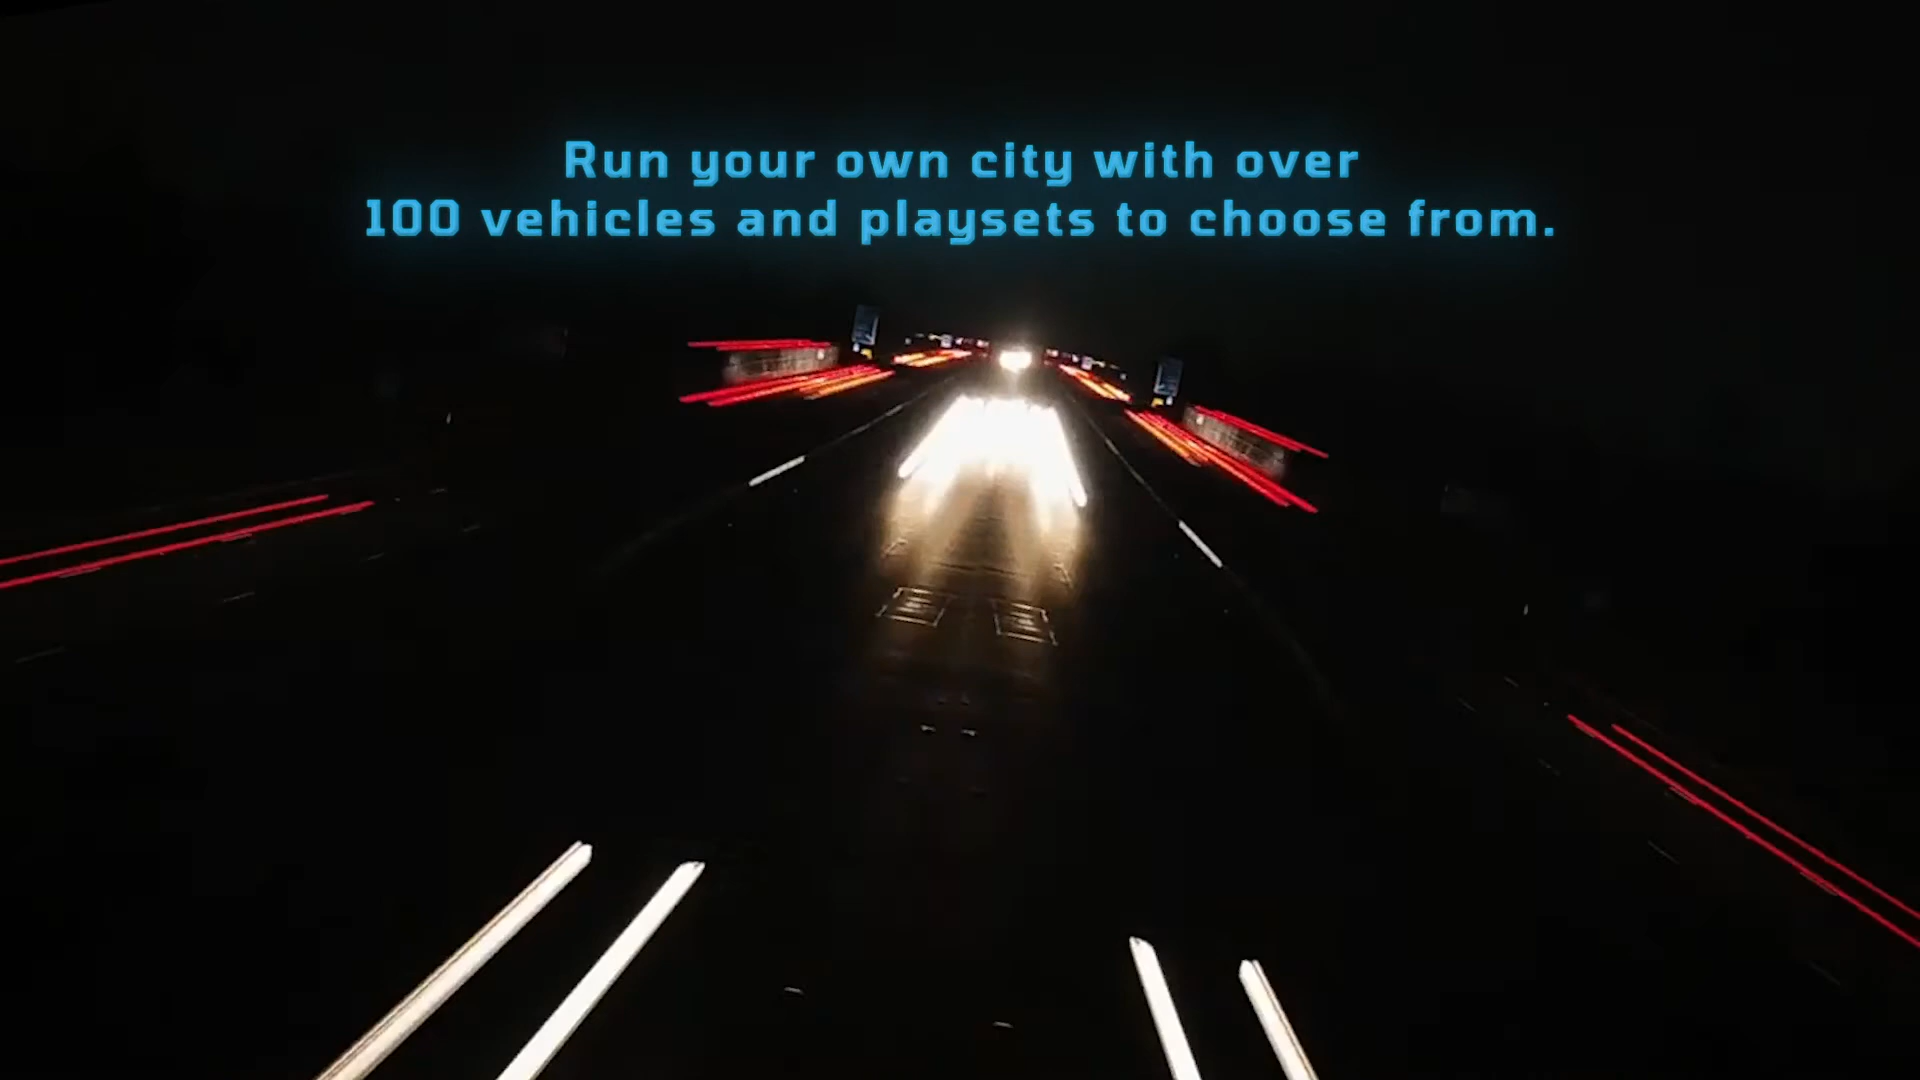 Run your own city with over
100 vehicles and playsets to choose from.